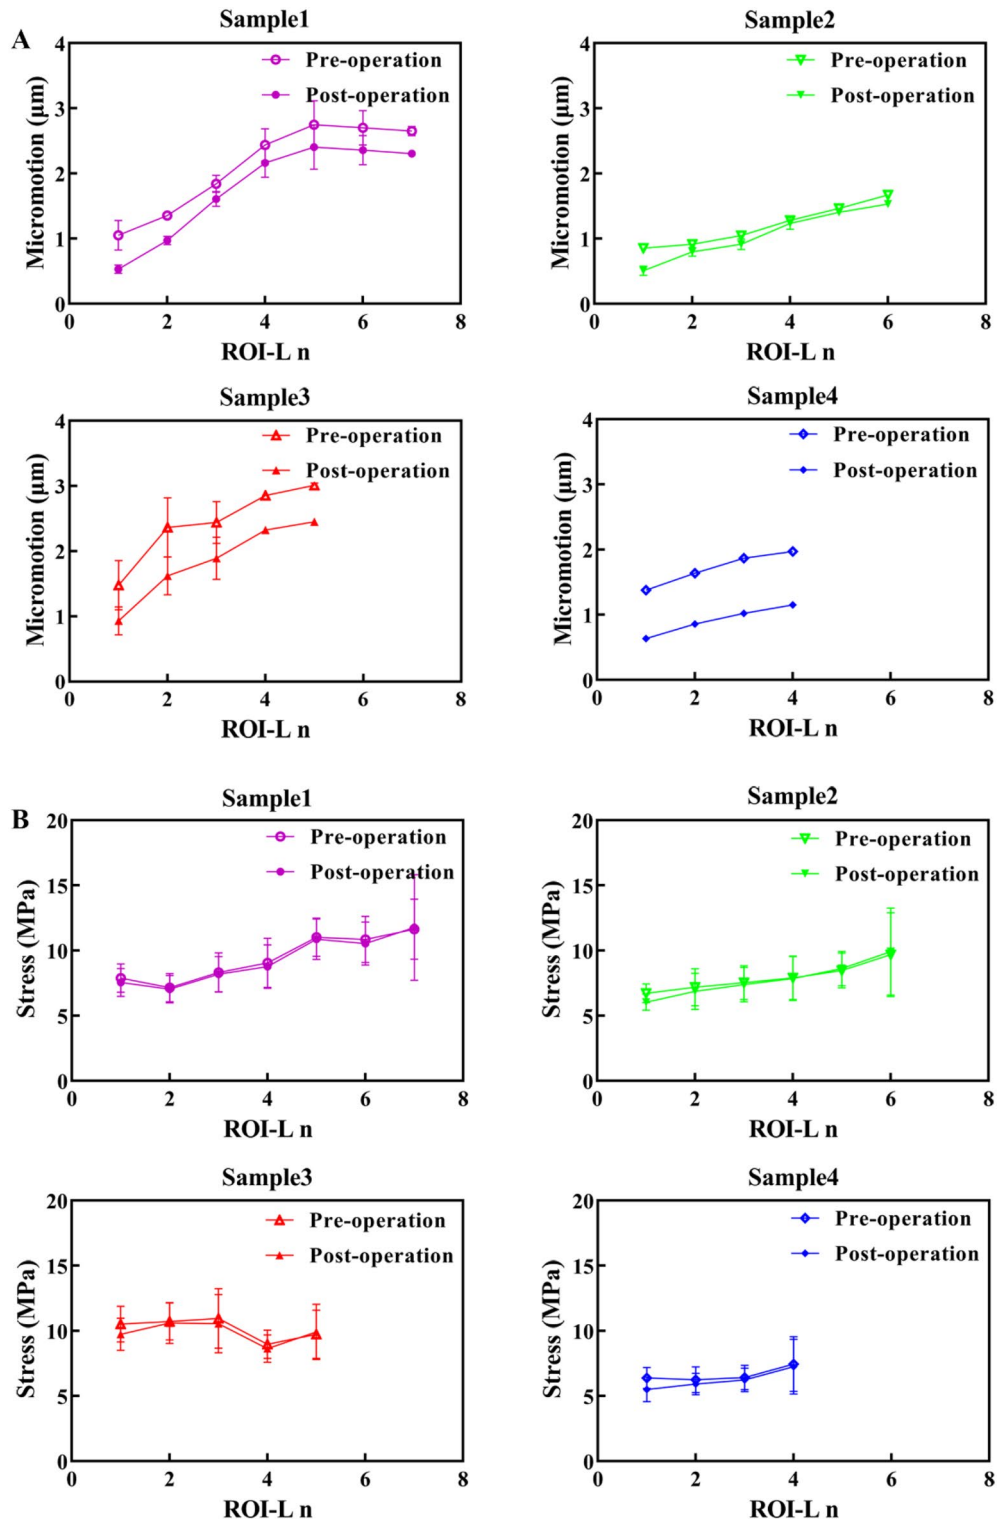 A
Sample1
4
3
2
1
0
Micromotion (μm)
Pre-operation
Post-operation
0 2 4 6 8
ROI-L n
Sample2
4
3
2
1
0
Micromotion (μm)
Pre-operation
Post-operation
0 2 4 6 8
ROI-L n
Sample3
4
3
2
1
0
Micromotion (μm)
Pre-operation
Post-operation
0 2 4 6 8
ROI-L n
Sample4
4
3
2
1
0
Micromotion (μm)
Pre-operation
Post-operation
0 2 4 6 8
ROI-L n
B
Sample1
20
15
10
5
0
Stress (MPa)
Pre-operation
Post-operation
0 2 4 6 8
ROI-L n
Sample2
20
15
10
5
0
Stress (MPa)
Pre-operation
Post-operation
0 2 4 6 8
ROI-L n
Sample3
20
15
10
5
0
Stress (MPa)
Pre-operation
Post-operation
0 2 4 6 8
ROI-L n
Sample4
20
15
10
5
0
Stress (MPa)
Pre-operation
Post-operation
0 2 4 6 8
ROI-L n